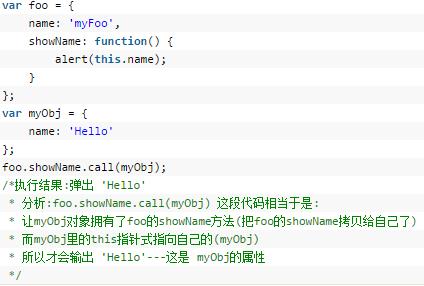 var foo = {
    name: 'myFoo',
    showName: function() {
        alert(this.name);
    }
};
var myObj = {
    name: 'Hello'
};
foo.showName.call(myObj);
/*执行结果:弹出 'Hello'
 * 分析:foo.showName.call(myObj) 这段代码相当于是:
 * 让myObj对象拥有了foo的showName方法(把foo的showName拷贝给自己了)
 * 而myObj里的this指针式指向自己的(myObj)
 * 所以才会输出 'Hello'---这是 myObj的属性
 */